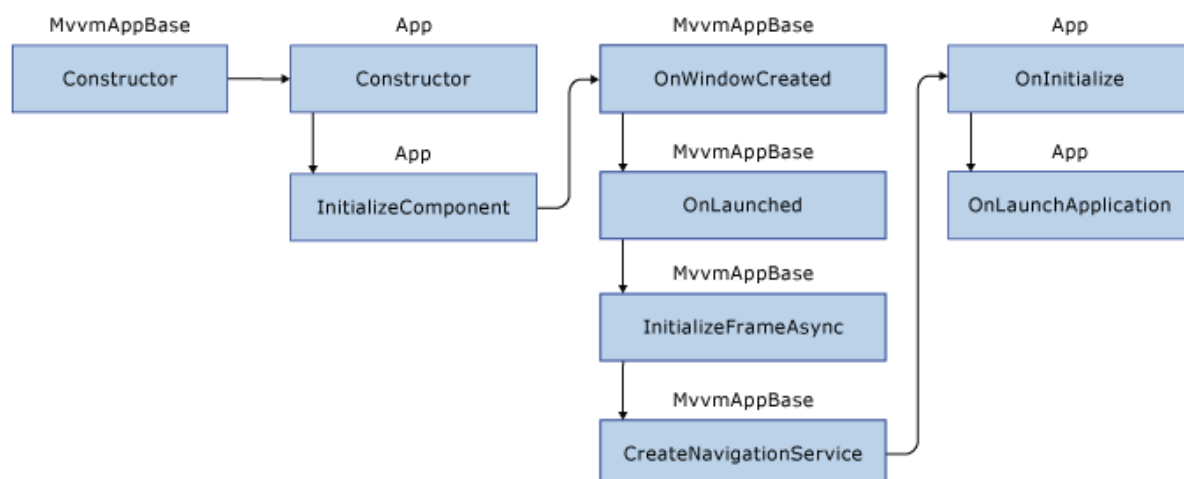 MvvmAppBase
Constructor
App
Constructor
App
InitializeComponent
MvvmAppBase
OnWindowCreated
MvvmAppBase
OnLaunched
MvvmAppBase
InitializeFrameAsync
MvvmAppBase
CreateNavigationService
App
OnInitialize
App
OnLaunchApplication